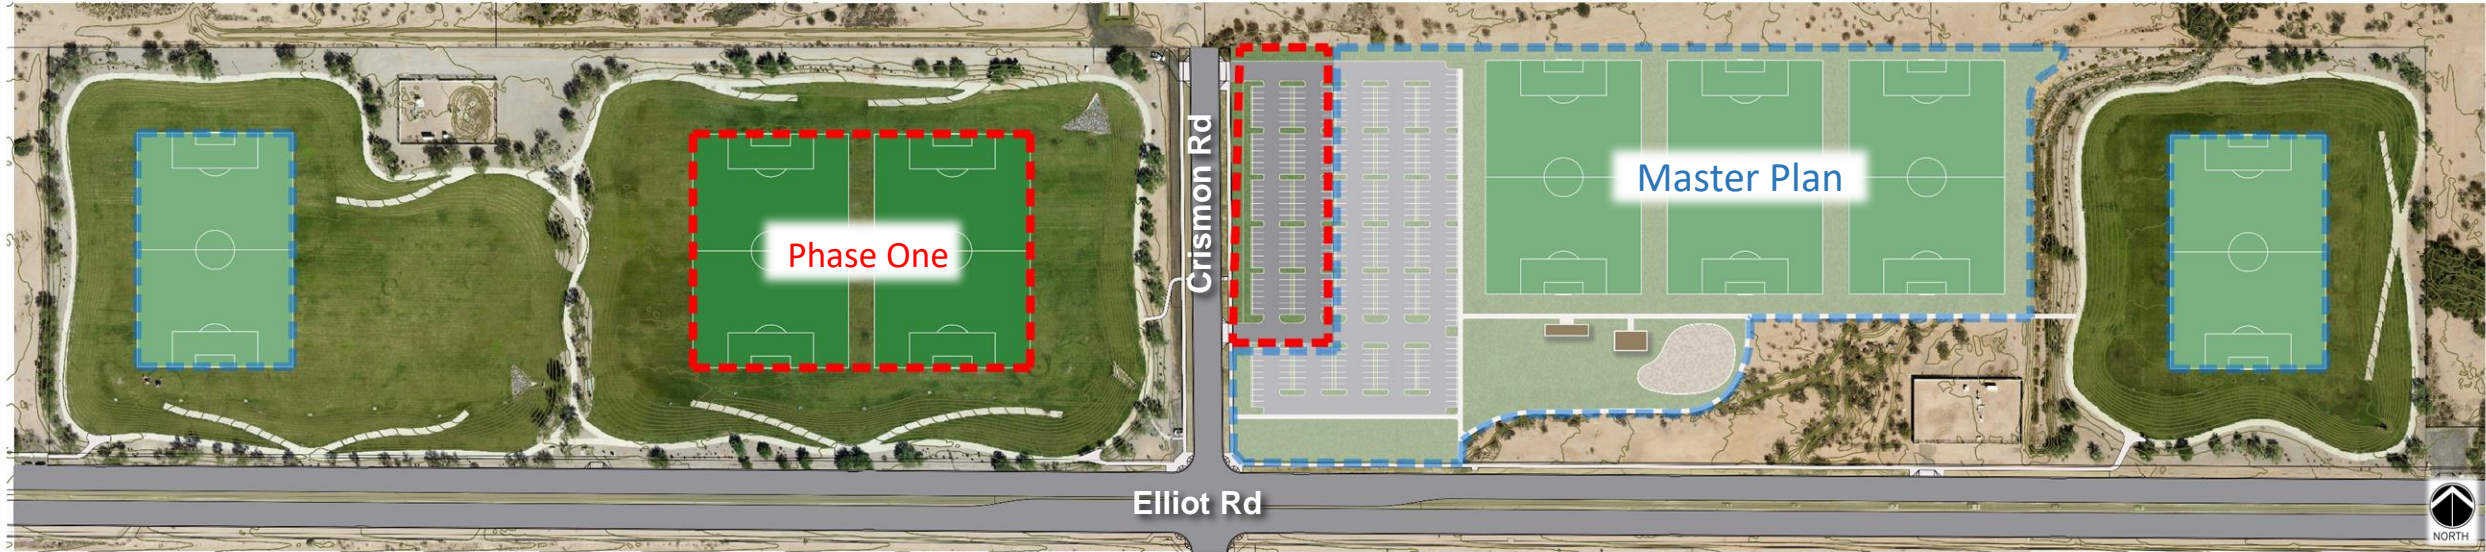 Crismon Rd
Phase One
Master Plan
Elliot Rd
NORTH